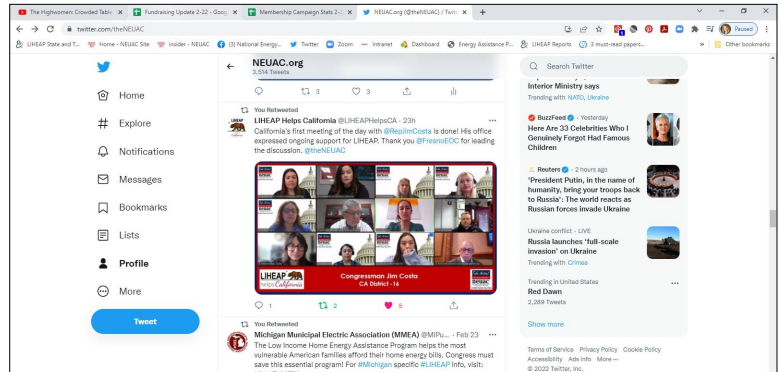 The Highwomen: Crowded Table
Fundraising Update 2-22 - Goog
Membership Campaign Stats 2-2
NEUAC.org (@theNEUAC) / Twitt
twitter.com/theNEUAC
Paused
LIHEAP State and T...
Home - NEUAC Site
Insider - NEUAC
(3) National Energy...
Twitter
Zoom
Intranet
Dashboard
Energy Assistance P...
LIHEAP Reports
3 must-read papers...
Other bookmarks
Home
Explore
Notifications
Messages
Bookmarks
Lists
Profile
More
Tweet
NEUAC.org
3,514 Tweets
3
3
You Retweeted
LIHEAP Helps California @LIHEAPHelpsCA · 23h
California's first meeting of the day with @RepJimCosta is done! His office
expressed ongoing support for LIHEAP. Thank you @FresnoEOC for leading
the discussion. @theNEUAC
LIHEAP
helps California
Congressman Jim Costa
CA District -16
1
2
5
You Retweeted
Michigan Municipal Electric Association (MMEA) @MIPu... · Feb 23
The Low Income Home Energy Assistance Program helps the most
vulnerable American families afford their home energy bills. Congress must
save this essential program! For #Michigan specific #LIHEAP info, visit:
Search Twitter
Interior Ministry says
Trending with NATO, Ukraine
BuzzFeed · Yesterday
Here Are 33 Celebrities Who I
Genuinely Forgot Had Famous
Children
Reuters · 2 hours ago
'President Putin, in the name of
humanity, bring your troops back
to Russia': The world reacts as
Russian forces invade Ukraine
Ukraine conflict · LIVE
Russia launches 'full-scale
invasion' on Ukraine
Trending with Crimea
Trending in United States
Red Dawn
2,289 Tweets
Show more
Terms of Service Privacy Policy Cookie Policy
Accessibility Ads info More
© 2022 Twitter, Inc.